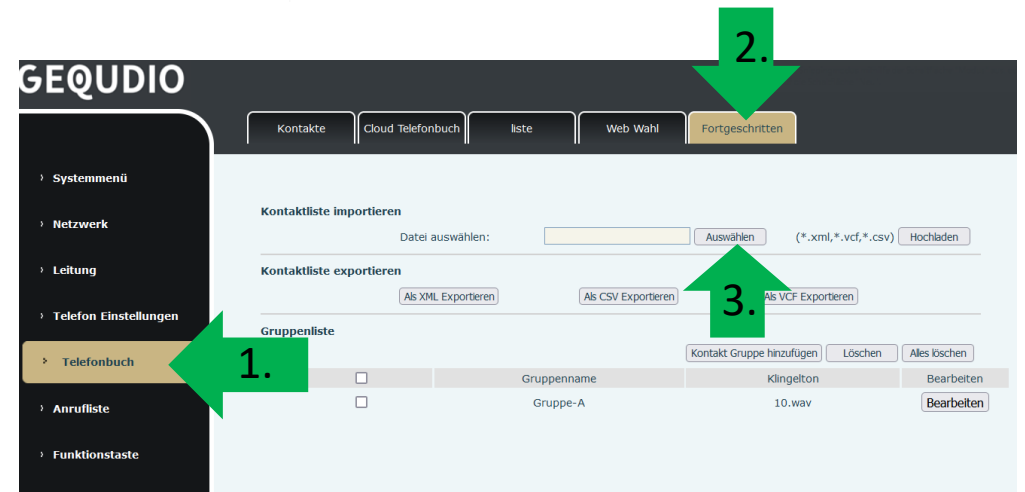 2.
GEQUDIO
Kontakte Cloud Telefonbuch liste Web Wahl Fortgeschritten
› Systemmenü
› Netzwerk
› Leitung
› Telefon Einstellungen
› Telefonbuch
› Anrufliste
› Funktionstaste
1.
Kontaktliste importieren
Datei auswählen: Auswählen (*.xml,*.vcf,*.csv) Hochladen
Kontaktliste exportieren
Als XML Exportieren Als CSV Exportieren Als VCF Exportieren
3.
Gruppenliste
Kontakt Gruppe hinzufügen Löschen Alles löschen
Gruppenname Klingelton Bearbeiten
Gruppe-A 10.wav Bearbeiten